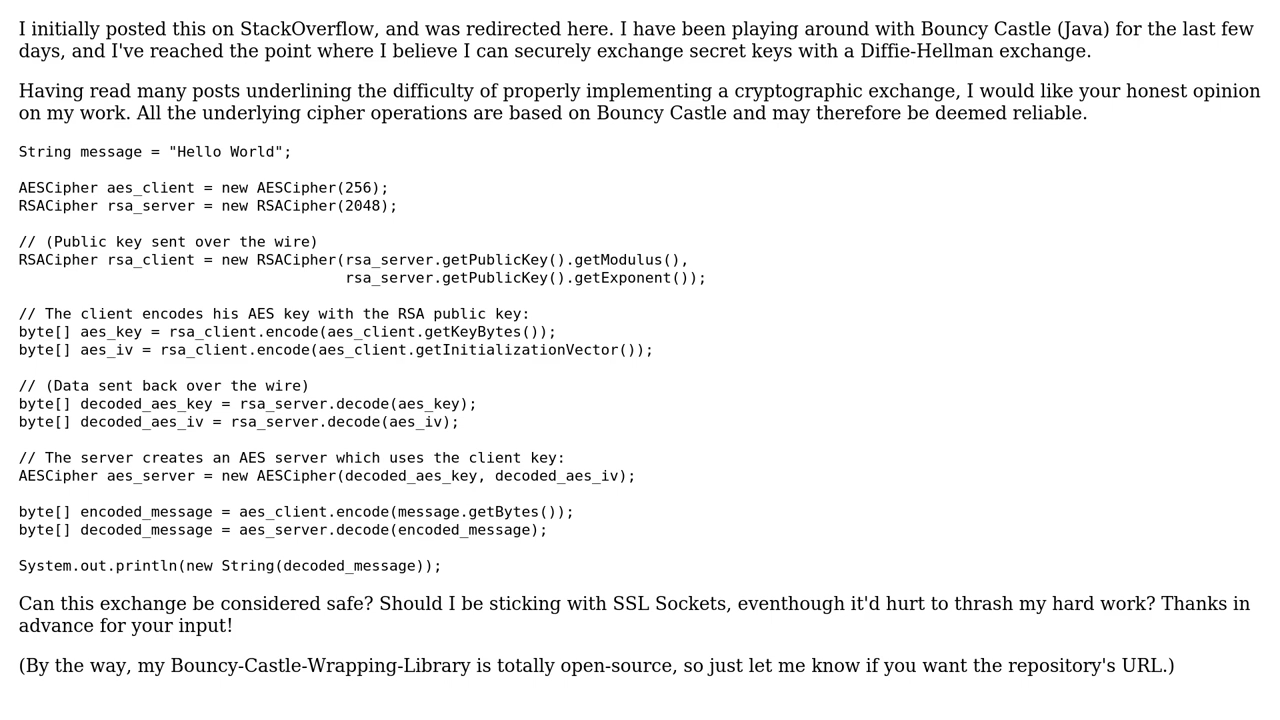 I initially posted this on StackOverflow, and was redirected here. I have been playing around with Bouncy Castle (Java) for the last few
days, and I've reached the point where I believe I can securely exchange secret keys with a Diffie-Hellman exchange.
Having read many posts underlining the difficulty of properly implementing a cryptographic exchange, I would like your honest opinion
on my work. All the underlying cipher operations are based on Bouncy Castle and may therefore be deemed reliable.
String message = "Hello World";
AESCipher aes_client = new AESCipher(256);
RSACipher rsa_server = new RSACipher(2048);
// (Public key sent over the wire)
RSACipher rsa_client = new RSACipher(rsa_server.getPublicKey().getModulus(),
rsa_server.getPublicKey().getExponent());
// The client encodes his AES key with the RSA public key:
byte[] aes_key = rsa_client.encode(aes_client.getKeyBytes());
byte[] aes_iv = rsa_client.encode(aes_client.getInitializationVector());
// (Data sent back over the wire)
byte[] decoded_aes_key = rsa_server.decode(aes_key);
byte[] decoded_aes_iv = rsa_server.decode(aes_iv);
// The server creates an AES server which uses the client key:
AESCipher aes_server = new AESCipher(decoded_aes_key, decoded_aes_iv);
byte[] encoded_message = aes_client.encode(message.getBytes());
byte[] decoded_message = aes_server.decode(encoded_message);
System.out.println(new String(decoded_message));
Can this exchange be considered safe? Should I be sticking with SSL Sockets, eventhough it'd hurt to thrash my hard work? Thanks in
advance for your input!
(By the way, my Bouncy-Castle-Wrapping-Library is totally open-source, so just let me know if you want the repository's URL.)